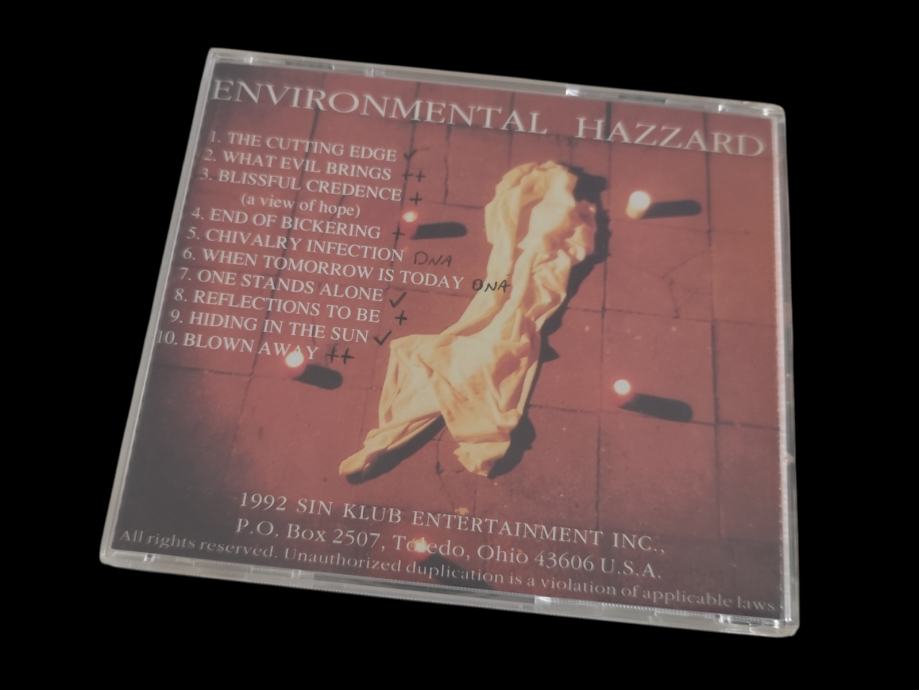 ENVIRONMENTAL HAZZARD
1. THE CUTTING EDGE ✓
2. WHAT EVIL BRINGS ++
3. BLISSFUL CREDENCE +
(a view of hope)
4. END OF BICKERING +
5. CHIVALRY INFECTION DNA
6. WHEN TOMORROW IS TODAY DNA
7. ONE STANDS ALONE ✓
8. REFLECTIONS TO BE +
9. HIDING IN THE SUN ✓
10. BLOWN AWAY ++
1992 SIN KLUB ENTERTAINMENT INC.,
P.O. Box 2507, Toledo, Ohio 43606 U.S.A.
All rights reserved. Unauthorized duplication is a violation of applicable laws